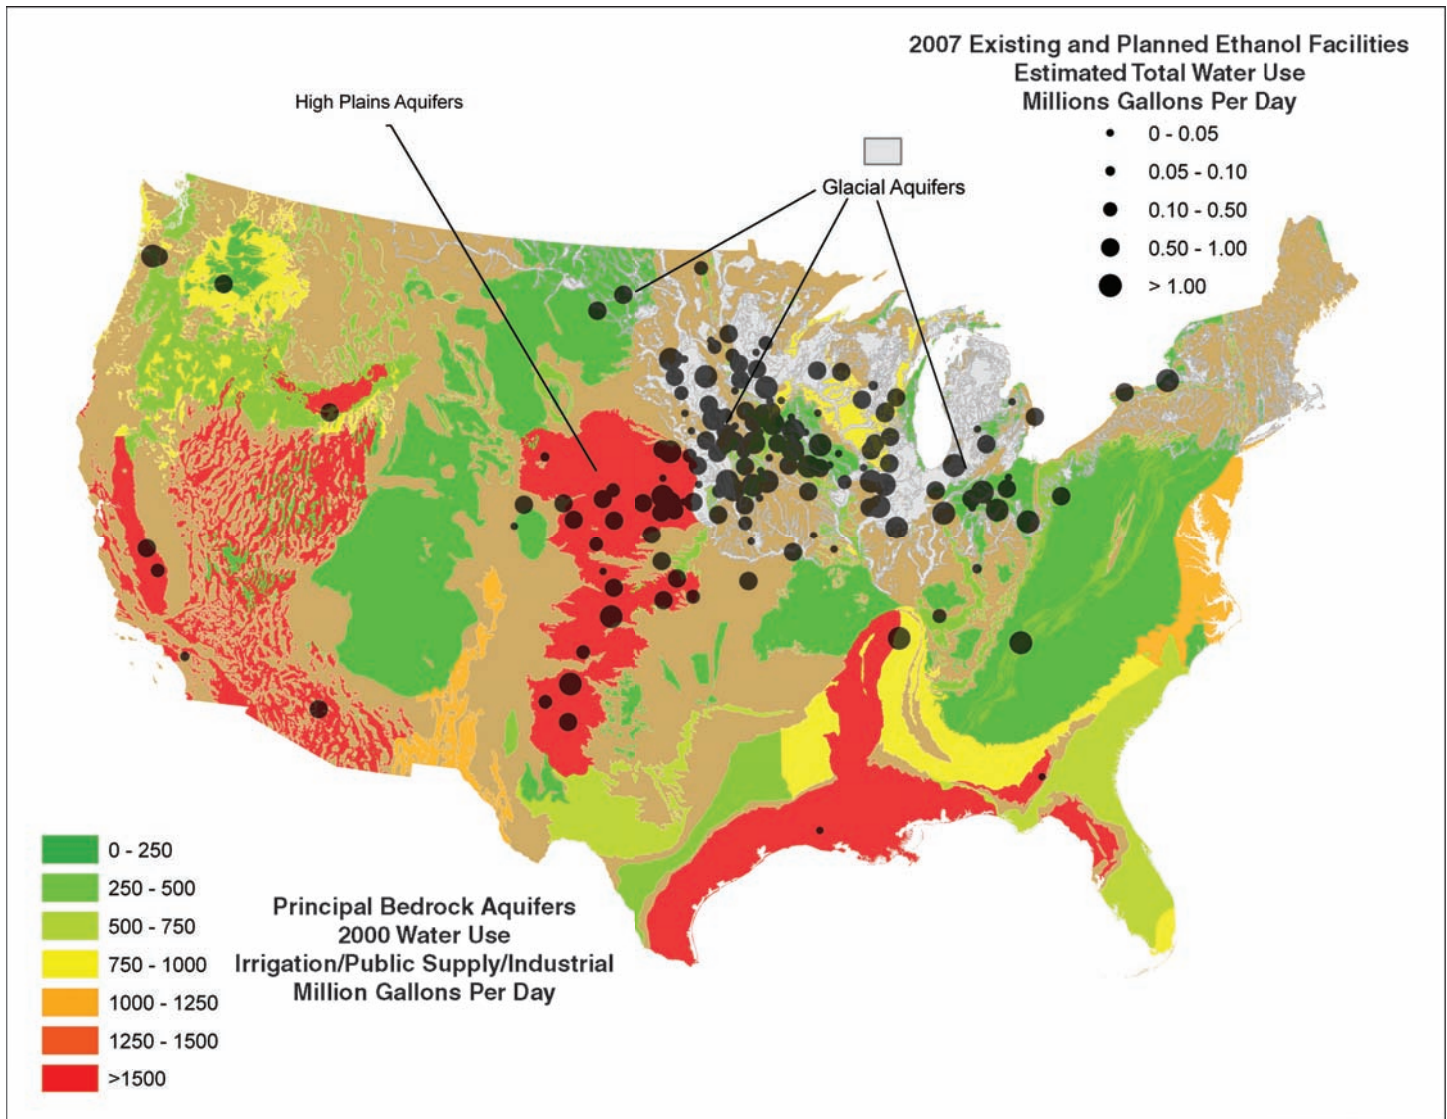 2007 Existing and Planned Ethanol Facilities
Estimated Total Water Use
Millions Gallons Per Day
0 - 0.05
0.05 - 0.10
0.10 - 0.50
0.50 - 1.00
> 1.00
High Plains Aquifers
Glacial Aquifers
0 - 250
250 - 500
500 - 750
750 - 1000
1000 - 1250
1250 - 1500
>1500
Principal Bedrock Aquifers
2000 Water Use
Irrigation/Public Supply/Industrial
Million Gallons Per Day